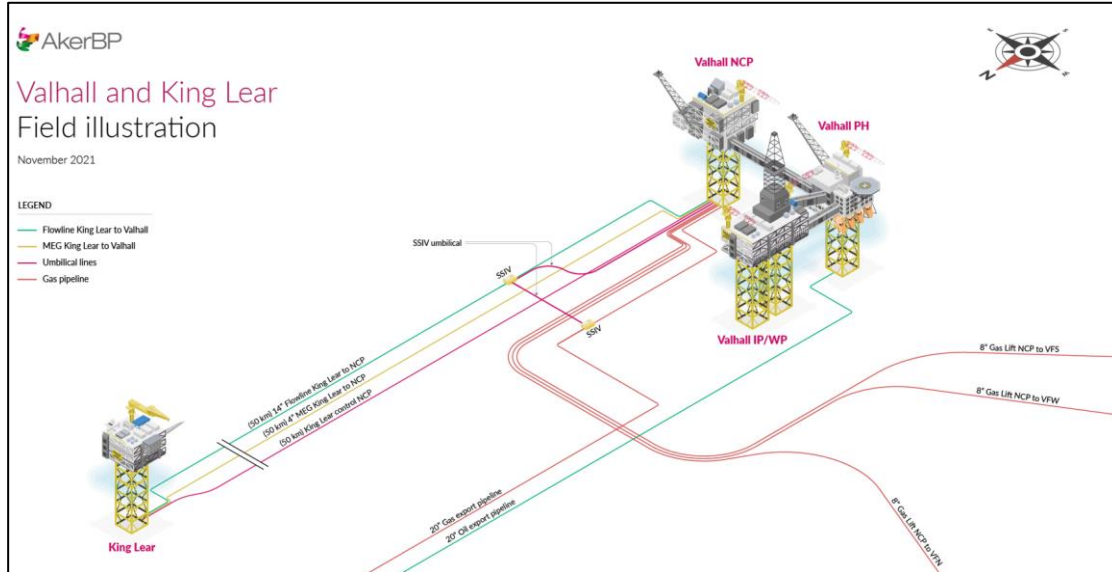 AkerBP
Valhall and King Lear
Field illustration
November 2021
LEGEND
Flowline King Lear to Valhall
MEG King Lear to Valhall
Umbilical lines
Gas pipeline
Valhall NCP
Valhall PH
N
SSIV umbilical
SSIV
SSIV
Valhall IP/WP
8" Gas Lift NCP to VFS
8" Gas Lift NCP to VFW
(50 km) 14" Flowline King Lear to NCP
(50 km) 4" MEG King Lear to NCP
(50 km) King Lear control NCP
20" Gas export pipeline
20" Oil export pipeline
8" Gas Lift NCP to VFN
King Lear